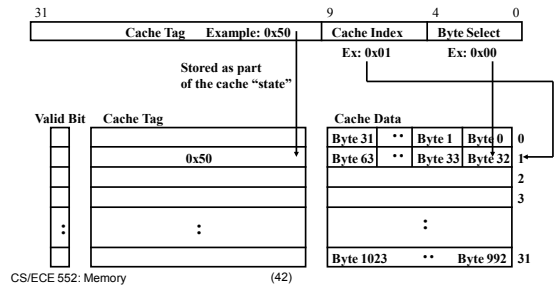 31 9 4 0
Cache Tag Example: 0x50 Cache Index Byte Select
Ex: 0x01 Ex: 0x00
Stored as part
of the cache “state”
Valid Bit Cache Tag Cache Data
Byte 31 •• Byte 1 Byte 0 0
0x50 Byte 63 •• Byte 33 Byte 32 1
2
3
: : :
Byte 1023 •• Byte 992 31
CS/ECE 552: Memory (42)